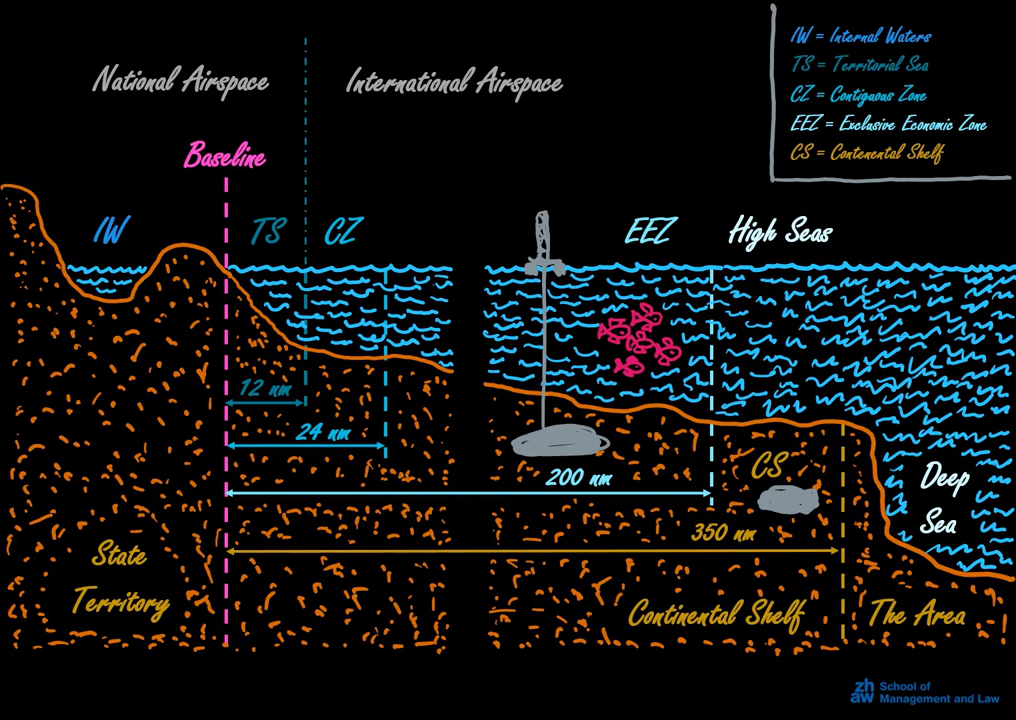 IW = Internal Waters
TS = Territorial Sea
CZ = Contiguous Zone
EEZ = Exclusive Economic Zone
CS = Contenental Shelf
National Airspace
International Airspace
Baseline
IW
TS
CZ
EEZ
High Seas
12 nm
24 nm
200 nm
350 nm
CS
Deep
Sea
State
Territory
Continental Shelf
The Area
zh
aw
School of
Management and Law